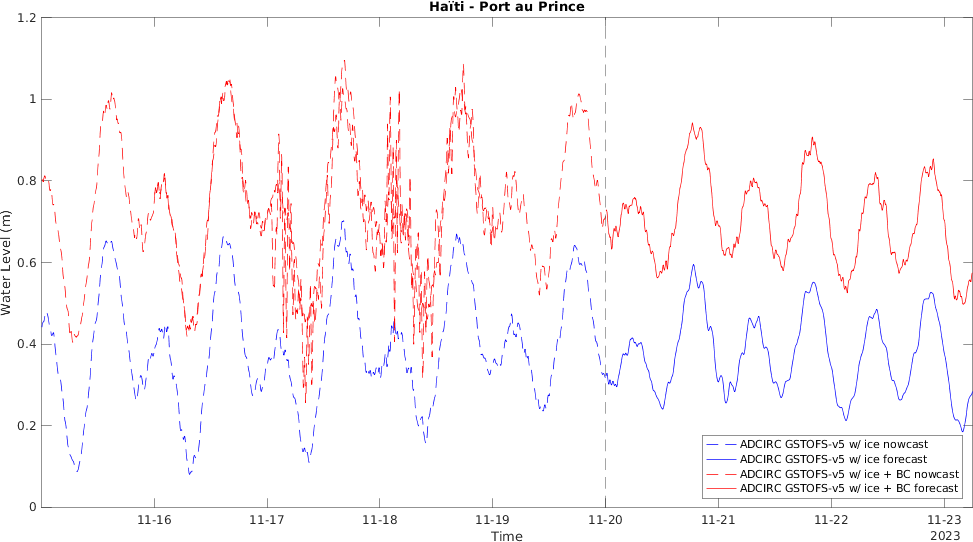 Haïti - Port au Prince
1.2
1
0.8
0.6
0.4
0.2
0
Water Level (m)
11-16
11-17
11-18
11-19
11-20
11-21
11-22
11-23
2023
Time
ADCIRC GSTOFS-v5 w/ ice nowcast
ADCIRC GSTOFS-v5 w/ ice forecast
ADCIRC GSTOFS-v5 w/ ice + BC nowcast
ADCIRC GSTOFS-v5 w/ ice + BC forecast